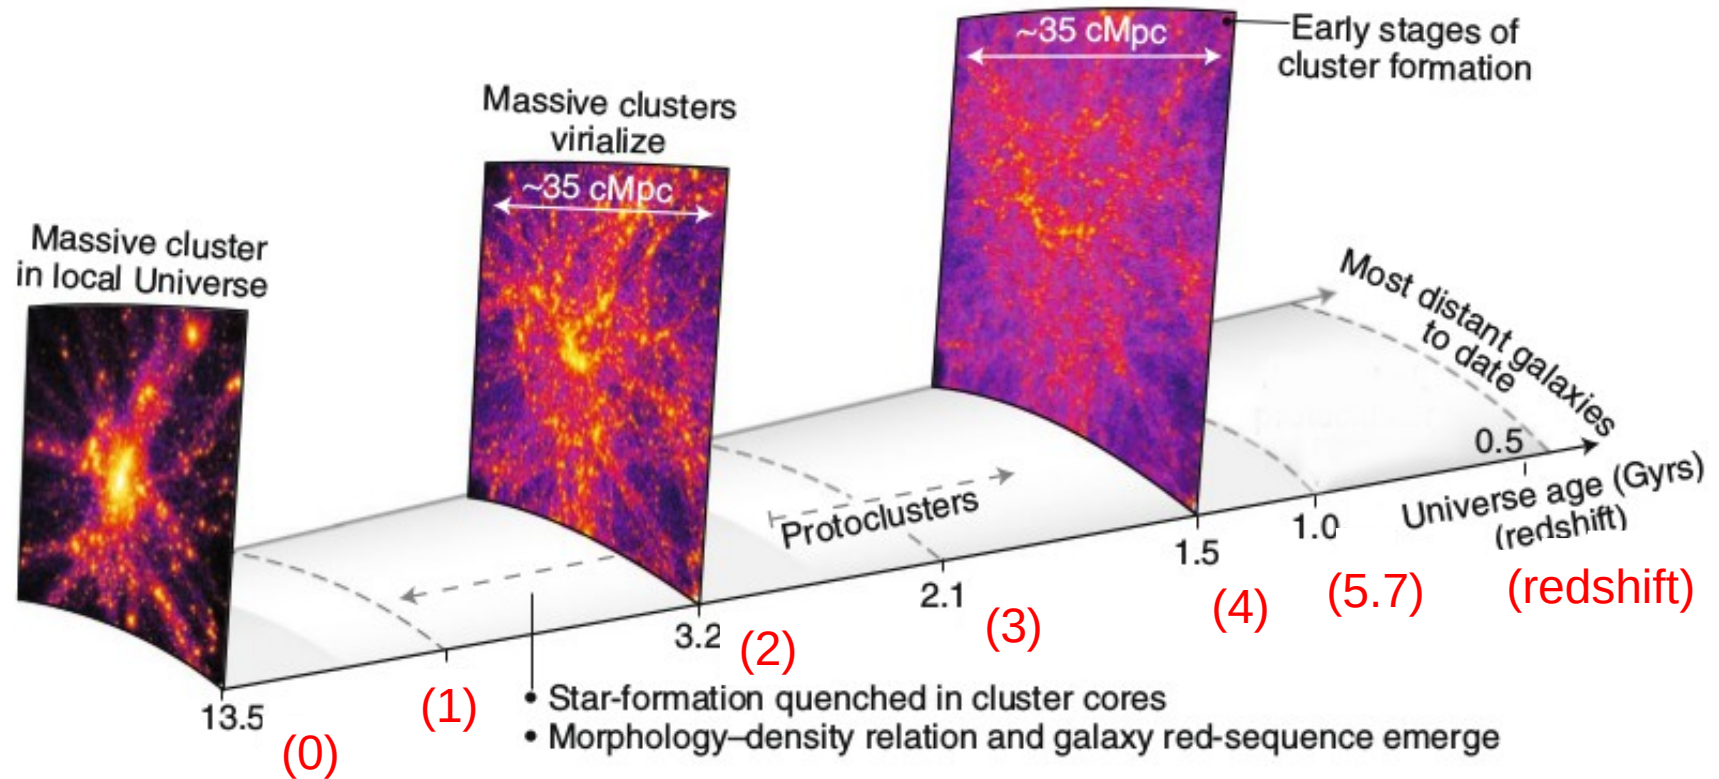 Massive cluster
in local Universe
Massive clusters
virialize
~35 cMpc
~35 cMpc
Early stages of
cluster formation
Most distant galaxies
to date
0.5
Universe age (Gyrs)
(redshift)
(redshift)
Protoclusters
13.5
(0)
(1)
3.2
(2)
2.1
(3)
1.5
(4)
1.0
(5.7)
• Star-formation quenched in cluster cores
• Morphology–density relation and galaxy red-sequence emerge